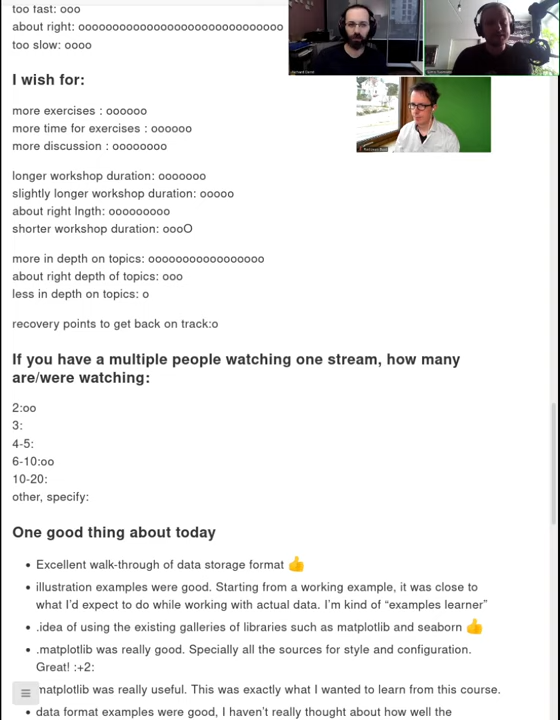 too fast: ooo
about right: oooooooooooooooooooooooooooooo
too slow: oooo
I wish for:
more exercises : oooooo
more time for exercises : oooooo
more discussion : oooooooo
longer workshop duration: ooooooo
slightly longer workshop duration: ooooo
about right lngth: ooooooooo
shorter workshop duration: oooO
more in depth on topics: ooooooooooooooooo
about right depth of topics: ooo
less in depth on topics: o
recovery points to get back on track:o
If you have a multiple people watching one stream, how many
are/were watching:
2:oo
3:
4-5:
6-10:oo
10-20:
other, specify:
One good thing about today
Excellent walk-through of data storage format 👍
illustration examples were good. Starting from a working example, it was close to
what I'd expect to do while working with actual data. I'm kind of “examples learner”
.idea of using the existing galleries of libraries such as matplotlib and seaborn 👍
.matplotlib was really good. Specially all the sources for style and configuration.
Great! :+2:
matplotlib was really useful. This was exactly what I wanted to learn from this course.
data format examples were good, I haven't really thought about how well the